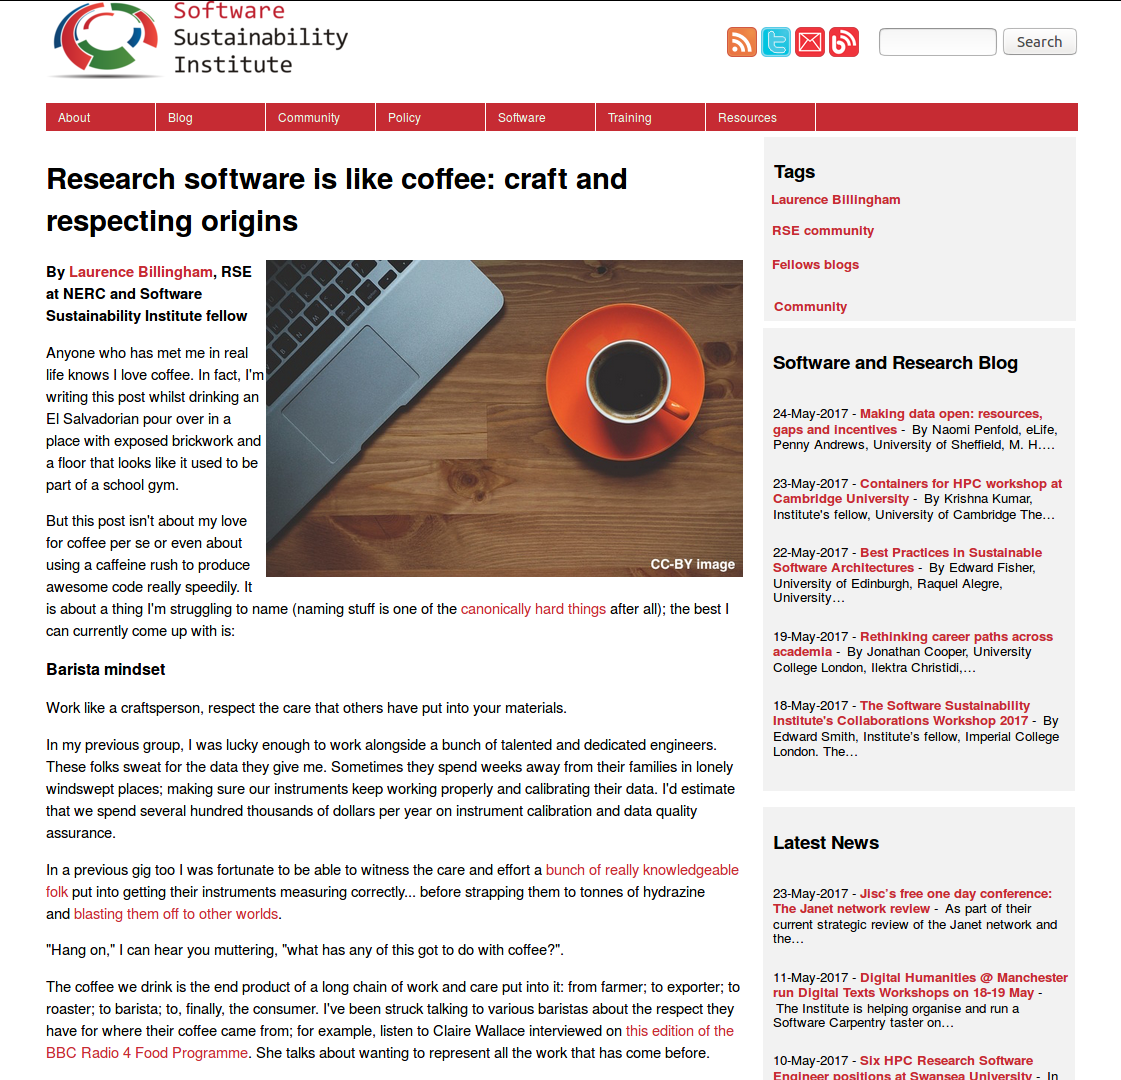 Software
Sustainability
Institute
Search
About
Blog
Community
Policy
Software
Training
Resources
Research software is like coffee: craft and
respecting origins
By Laurence Billingham, RSE
at NERC and Software
Sustainability Institute fellow
Anyone who has met me in real
life knows I love coffee. In fact, I'm
writing this post whilst drinking an
El Salvadorian pour over in a
place with exposed brickwork and
a floor that looks like it used to be
part of a school gym.
But this post isn't about my love
for coffee per se or even about
using a caffeine rush to produce
awesome code really speedily. It
is about a thing I'm struggling to name (naming stuff is one of the canonically hard things after all); the best I
can currently come up with is:
CC-BY image
Barista mindset
Work like a craftsperson, respect the care that others have put into your materials.
In my previous group, I was lucky enough to work alongside a bunch of talented and dedicated engineers.
These folks sweat for the data they give me. Sometimes they spend weeks away from their families in lonely
windswept places; making sure our instruments keep working properly and calibrating their data. I'd estimate
that we spend several hundred thousands of dollars per year on instrument calibration and data quality
assurance.
In a previous gig too I was fortunate to be able to witness the care and effort a bunch of really knowledgeable
folk put into getting their instruments measuring correctly... before strapping them to tonnes of hydrazine
and blasting them off to other worlds.
"Hang on," I can hear you muttering, "what has any of this got to do with coffee?".
The coffee we drink is the end product of a long chain of work and care put into it: from farmer; to exporter; to
roaster; to barista; to, finally, the consumer. I've been struck talking to various baristas about the respect they
have for where their coffee came from; for example, listen to Claire Wallace interviewed on this edition of the
BBC Radio 4 Food Programme. She talks about wanting to represent all the work that has come before.
Tags
Laurence Billingham
RSE community
Fellows blogs
Community
Software and Research Blog
24-May-2017 - Making data open: resources,
gaps and incentives - By Naomi Penfold, eLife,
Penny Andrews, University of Sheffield, M. H....
23-May-2017 - Containers for HPC workshop at
Cambridge University - By Krishna Kumar,
Institute's fellow, University of Cambridge The...
22-May-2017 - Best Practices in Sustainable
Software Architectures - By Edward Fisher,
University of Edinburgh, Raquel Alegre,
University...
19-May-2017 - Rethinking career paths across
academia - By Jonathan Cooper, University
College London, Ilektra Christidi,...
18-May-2017 - The Software Sustainability
Institute's Collaborations Workshop 2017 - By
Edward Smith, Institute's fellow, Imperial College
London. The...
Latest News
23-May-2017 - Jisc's free one day conference:
The Janet network review - As part of their
current strategic review of the Janet network and
the...
11-May-2017 - Digital Humanities @ Manchester
run Digital Texts Workshops on 18-19 May -
The Institute is helping organise and run a
Software Carpentry taster on...
10-May-2017 - Six HPC Research Software
Engineer positions at Swansea University - In